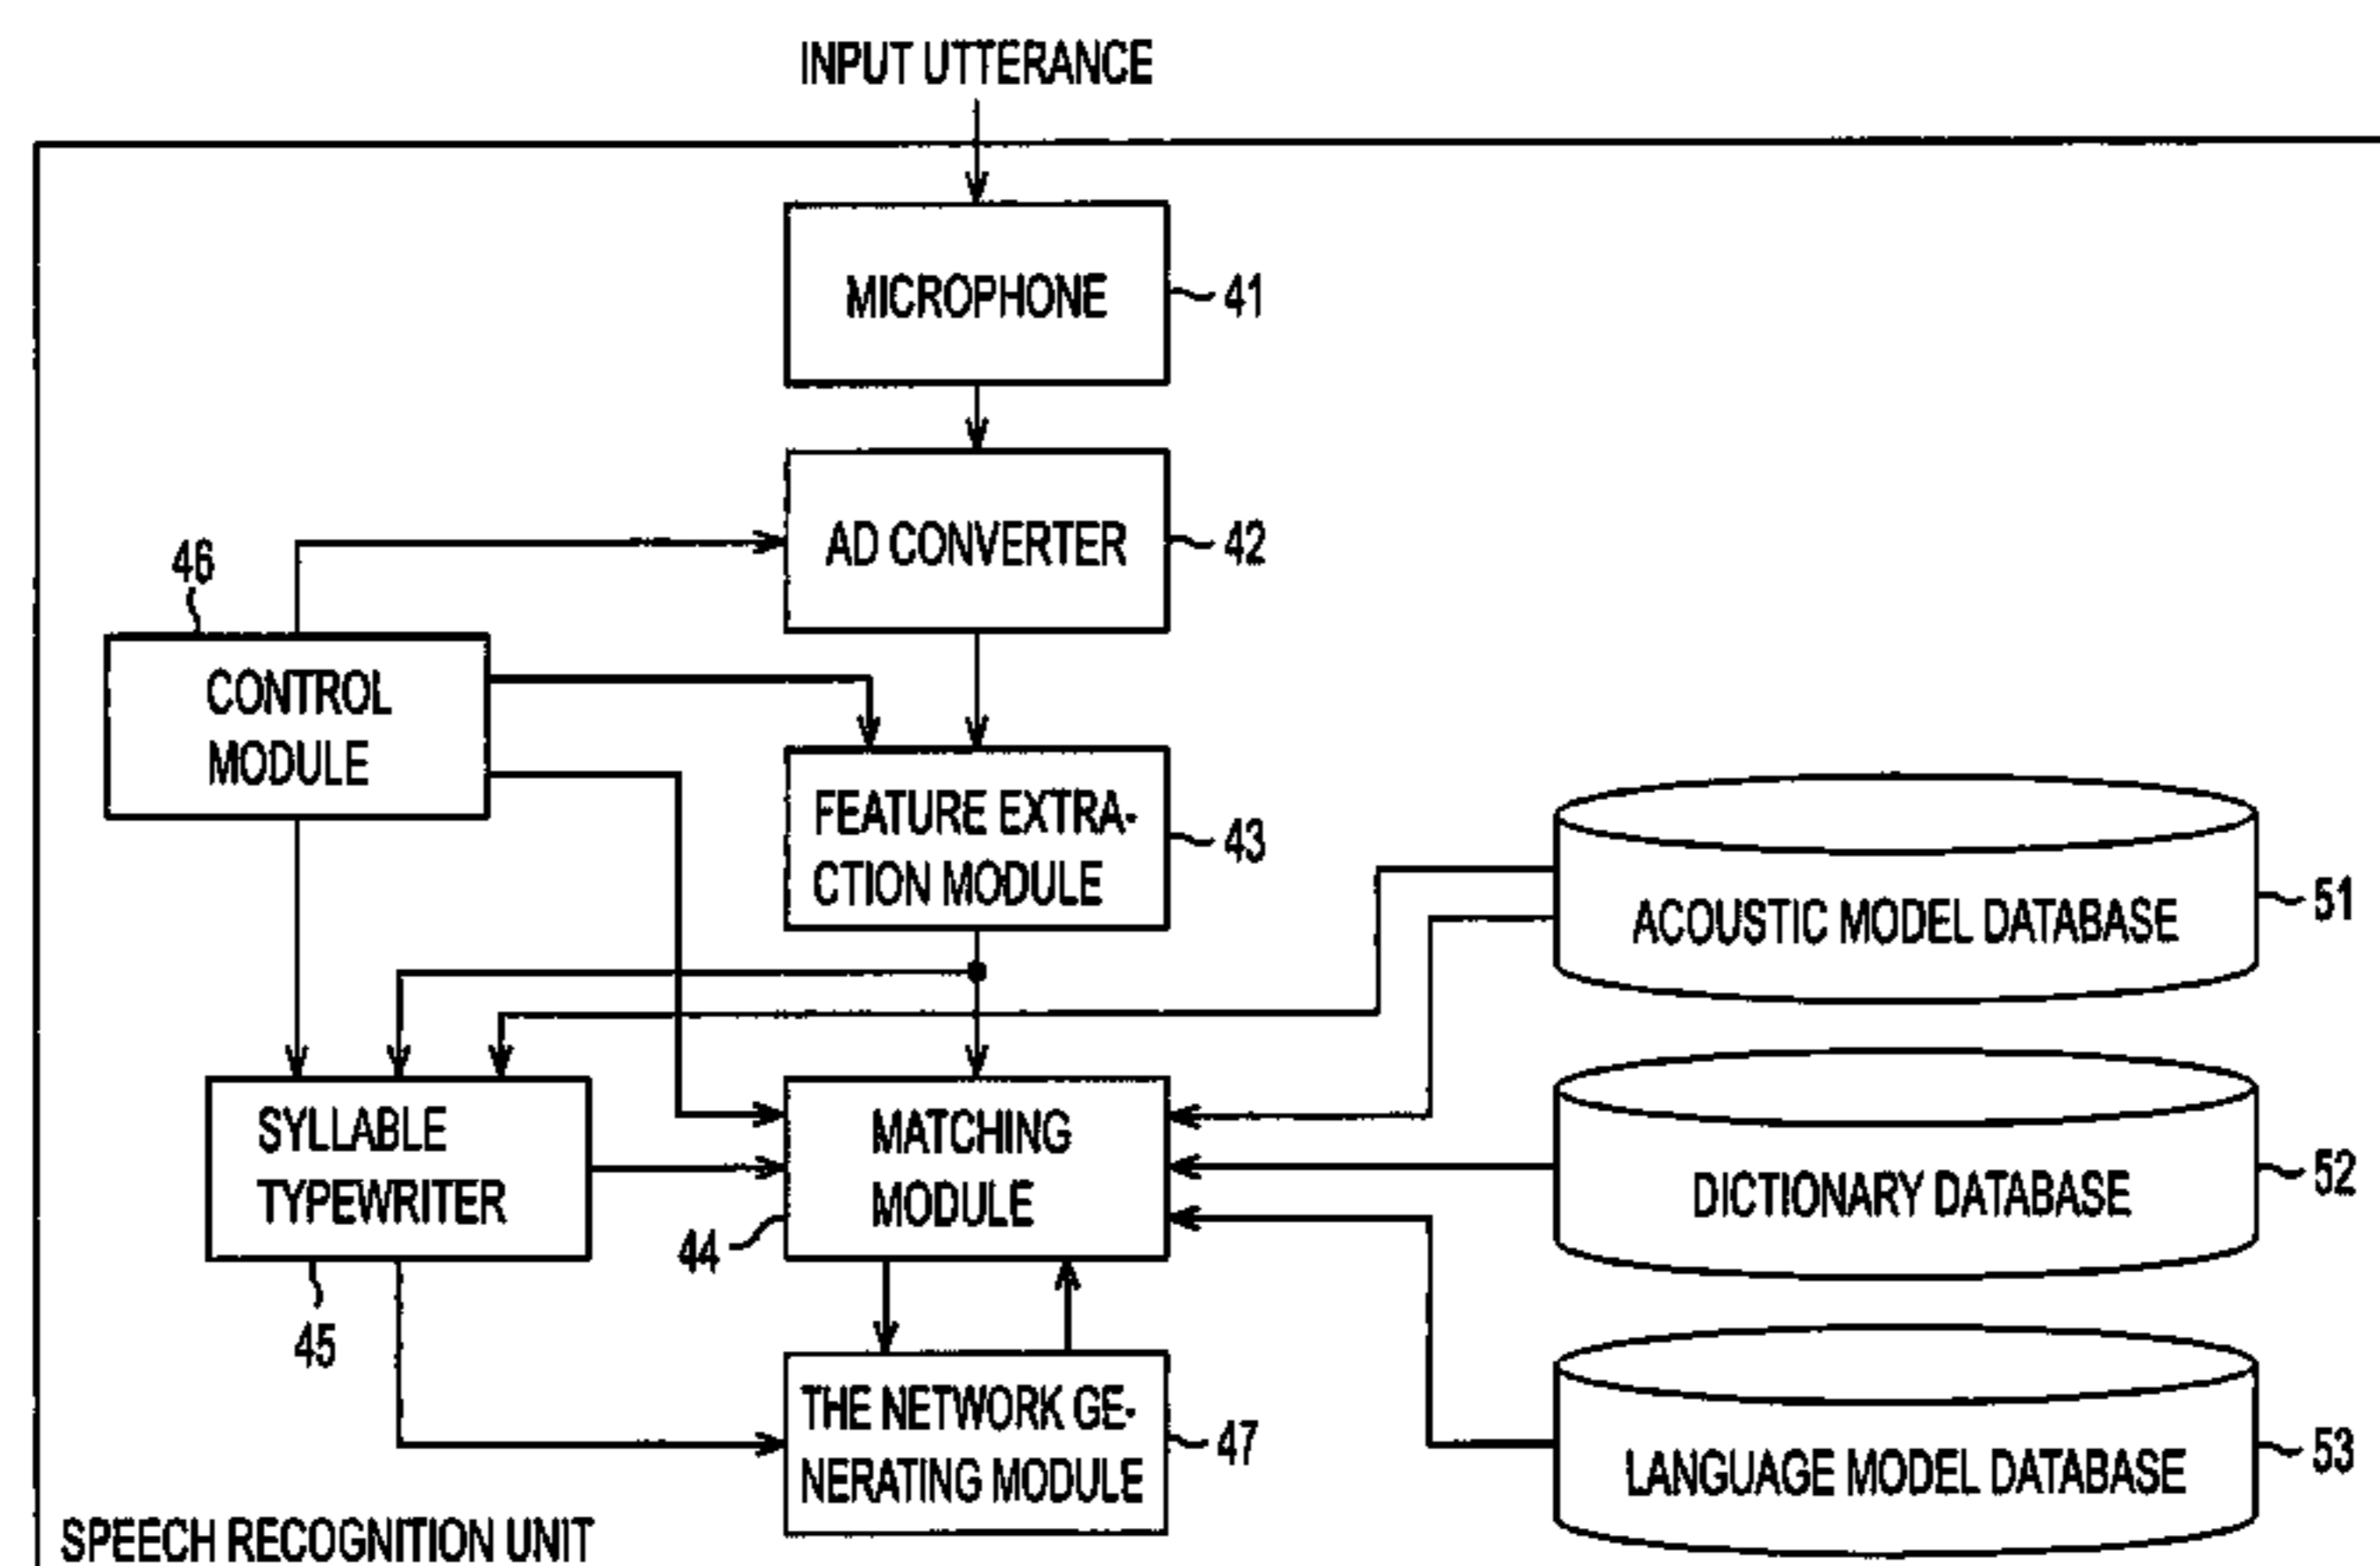 INPUT UTTERANCE
MICROPHONE
41
AD CONVERTER
42
46
CONTROL
MODULE
FEATURE EXTRA-
CTION MODULE
43
ACOUSTIC MODEL DATABASE
51
SYLLABLE
TYPEWRITER
45
MATCHING
MODULE
44
DICTIONARY DATABASE
52
THE NETWORK GE-
NERATING MODULE
47
LANGUAGE MODEL DATABASE
53
SPEECH RECOGNITION UNIT